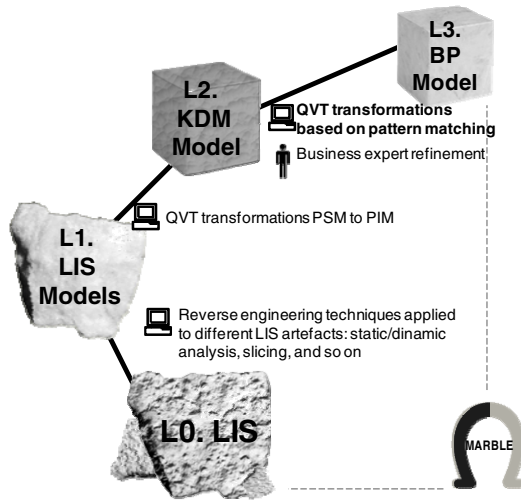 L3.
BP
Model
L2.
KDM
Model
QVT transformations
based on pattern matching
Business expert refinement
QVT transformations PSM to PIM
L1.
LIS
Models
Reverse engineering techniques applied
to different LIS artefacts: static/dinamic
analysis, slicing, and so on
L0. LIS
MARBLE